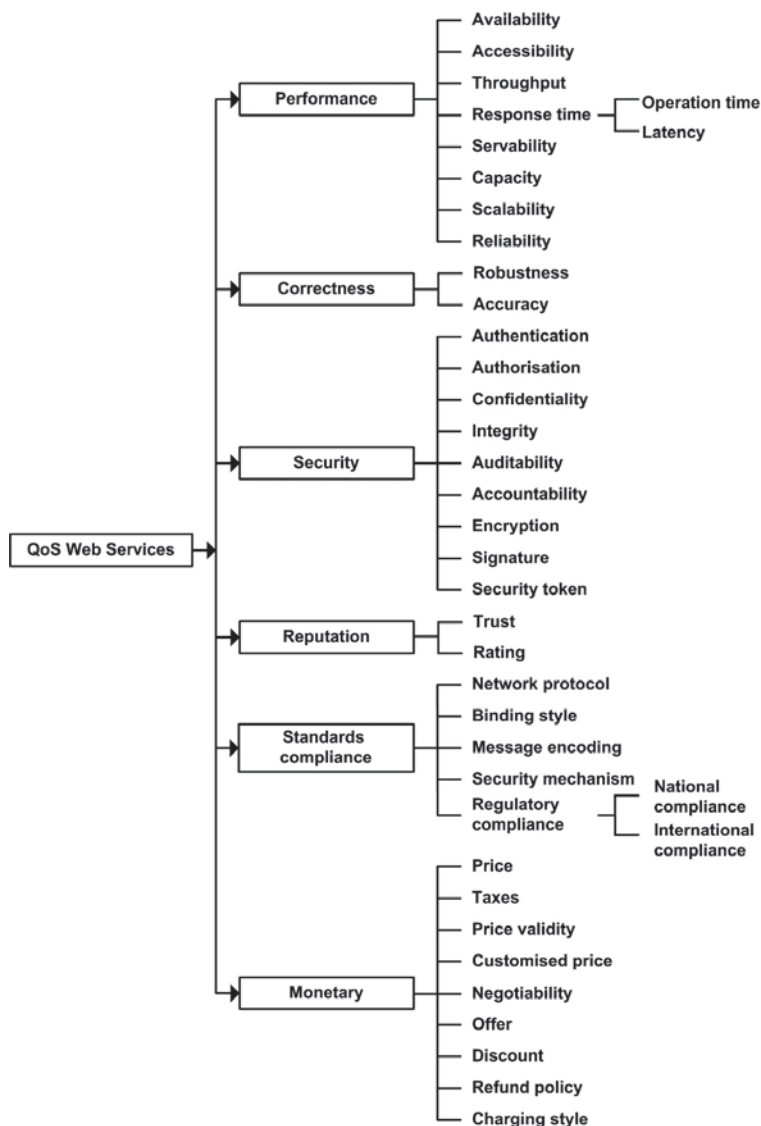 Availability
Accessibility
Throughput
Performance
Response time
Operation time
Latency
Servability
Capacity
Scalability
Reliability
Correctness
Robustness
Accuracy
Authentication
Authorisation
Confidentiality
Integrity
Security
Auditability
Accountability
Encryption
Signature
Security token
QoS Web Services
Reputation
Trust
Rating
Standards
compliance
Network protocol
Binding style
Message encoding
Security mechanism
Regulatory
compliance
National
compliance
International
compliance
Price
Taxes
Price validity
Customised price
Monetary
Negotiability
Offer
Discount
Refund policy
Charging style